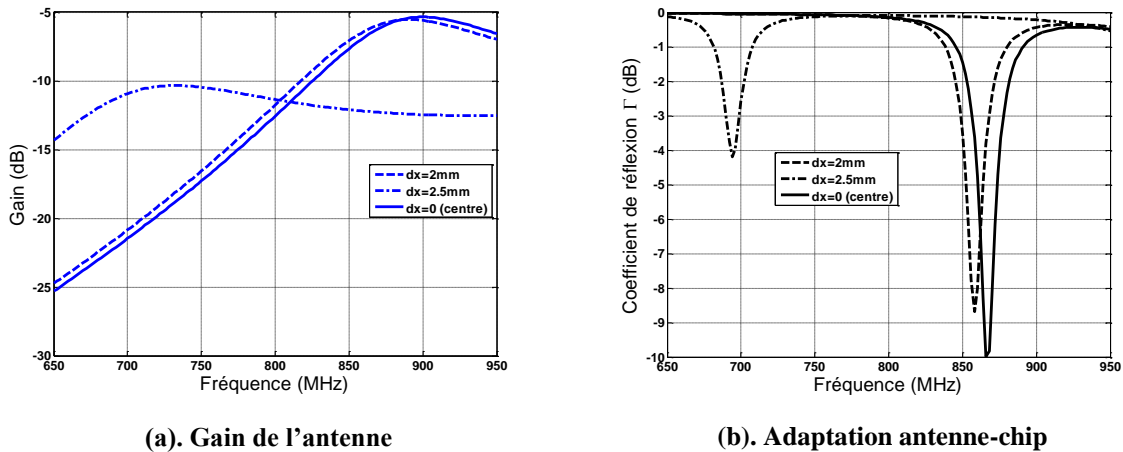 -5
-10
-15
-20
-25
-30
650 700 750 800 850 900 950
Gain (dB)
Fréquence (MHz)
dx=2mm
dx=2.5mm
dx=0 (centre)
(a). Gain de l'antenne
0
-1
-2
-3
-4
-5
-6
-7
-8
-9
-10
650 700 750 800 850 900 950
Coefficient de réflexion Γ (dB)
Fréquence (MHz)
dx=2mm
dx=2.5mm
dx=0 (centre)
(b). Adaptation antenne-chip